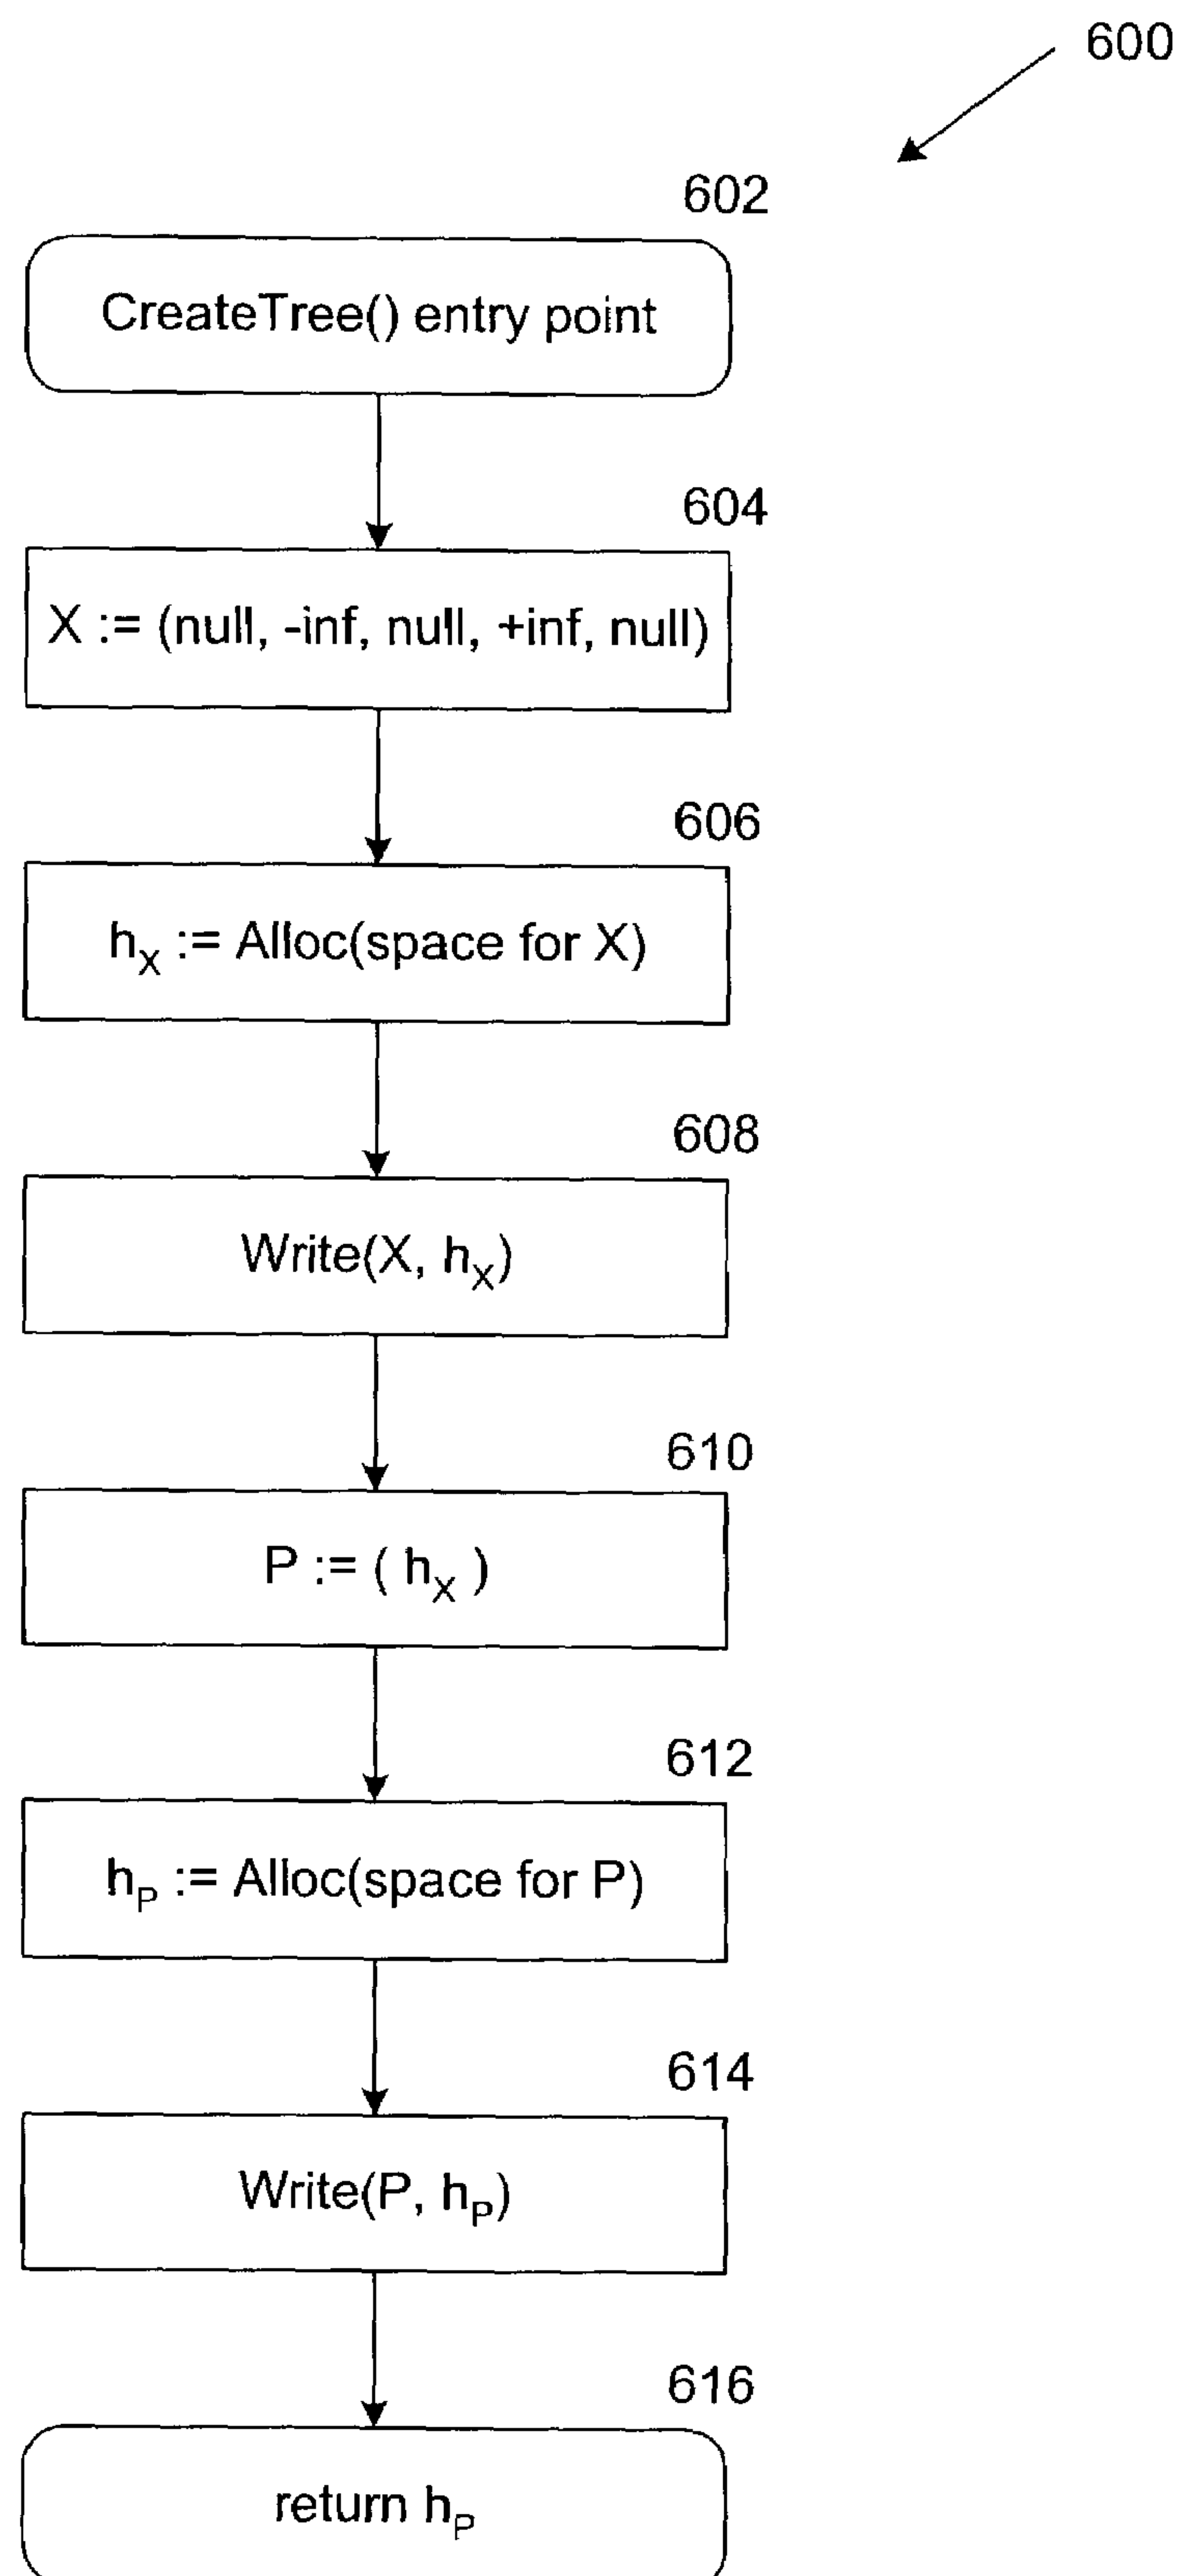 600
602
CreateTree() entry point
604
X := (null, -inf, null, +inf, null)
606
hX := Alloc(space for X)
608
Write(X, hX)
610
P := ( hX )
612
hP := Alloc(space for P)
614
Write(P, hP)
616
return hP